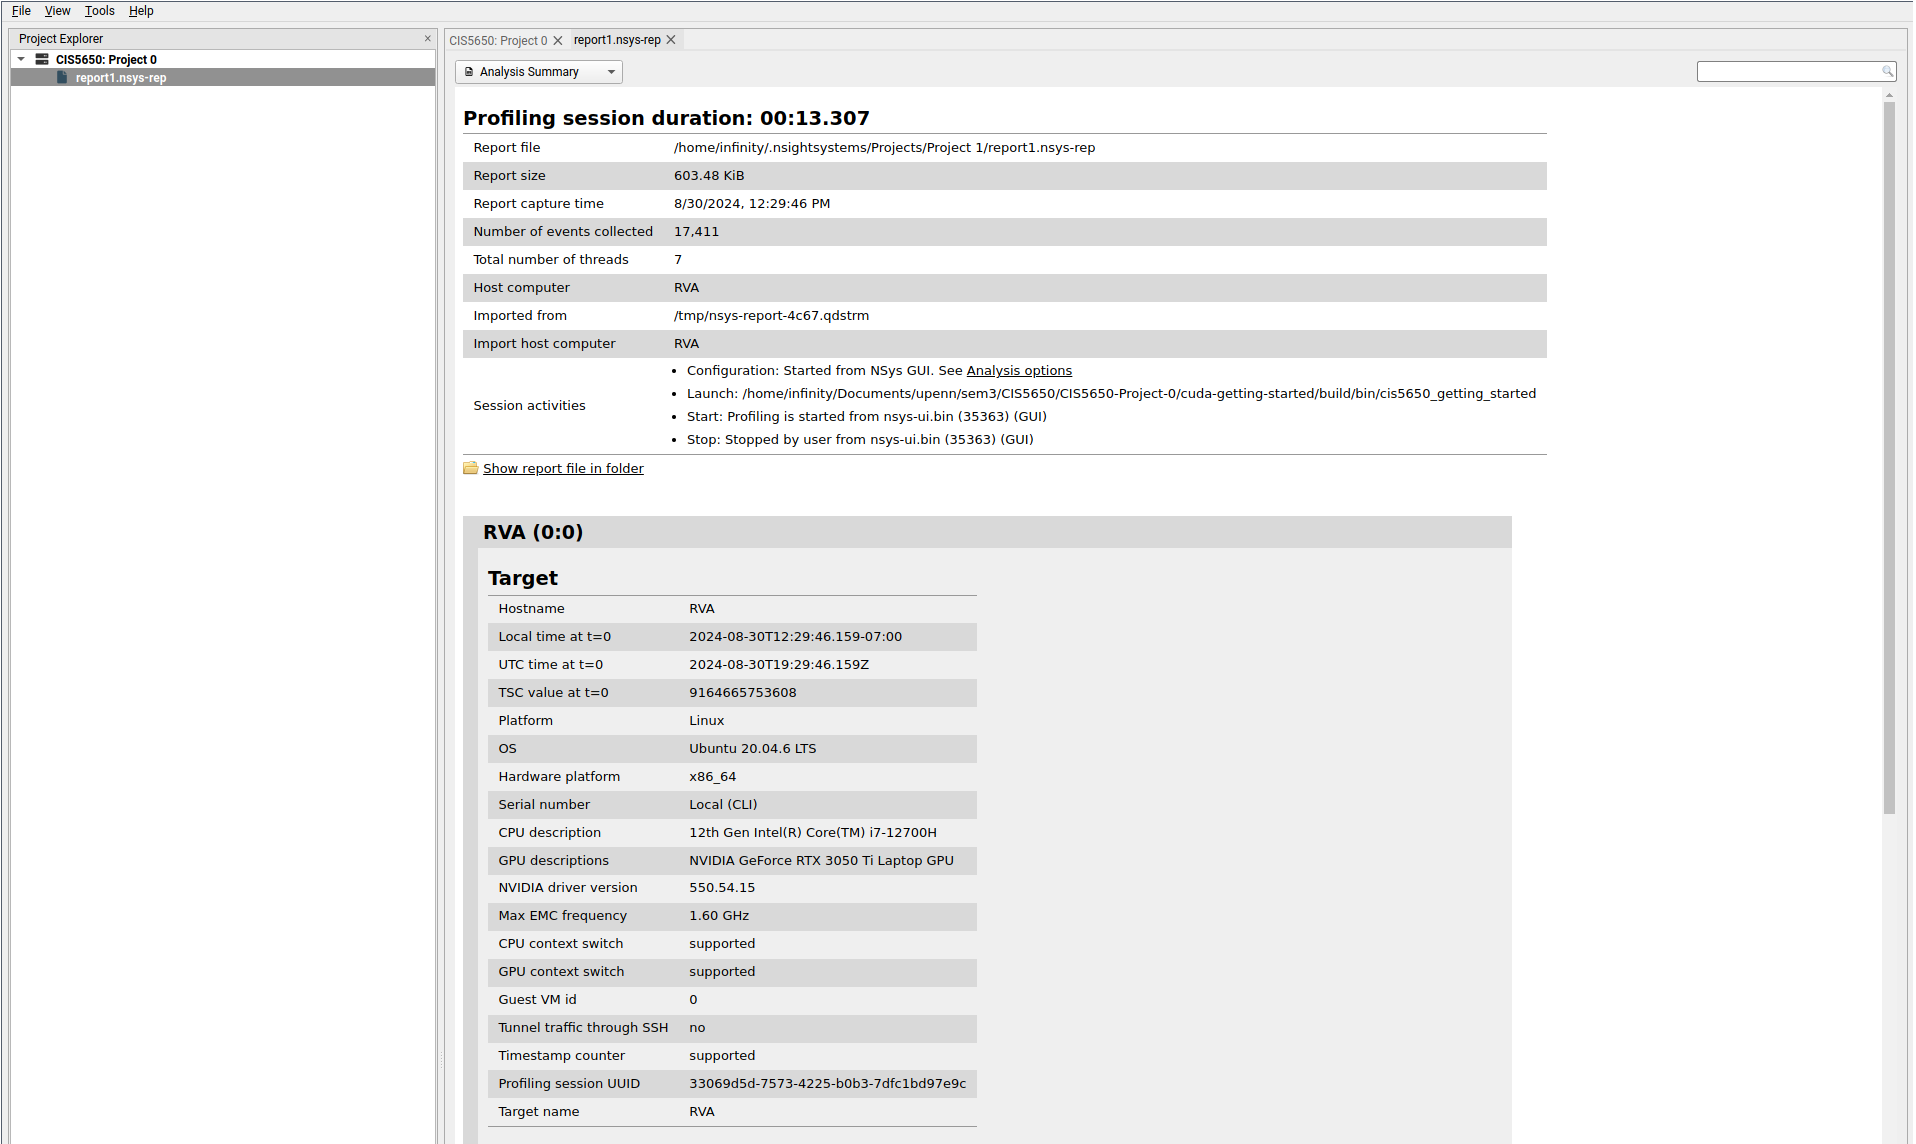 File View Tools Help
Project Explorer
CIS5650: Project 0
report1.nsys-rep
CIS5650: Project 0 report1.nsys-rep
Analysis Summary
Profiling session duration: 00:13.307
Report file /home/infinity/.nsightsystems/Projects/Project 1/report1.nsys-rep
Report size 603.48 KiB
Report capture time 8/30/2024, 12:29:46 PM
Number of events collected 17,411
Total number of threads 7
Host computer RVA
Imported from /tmp/nsys-report-4c67.qdstrm
Import host computer RVA
Session activities
• Configuration: Started from NSys GUI. See Analysis options
• Launch: /home/infinity/Documents/upenn/sem3/CIS5650/CIS5650-Project-0/cuda-getting-started/build/bin/cis5650_getting_started
• Start: Profiling is started from nsys-ui.bin (35363) (GUI)
• Stop: Stopped by user from nsys-ui.bin (35363) (GUI)
Show report file in folder
RVA (0:0)
Target
Hostname RVA
Local time at t=0 2024-08-30T12:29:46.159-07:00
UTC time at t=0 2024-08-30T19:29:46.159Z
TSC value at t=0 9164665753608
Platform Linux
OS Ubuntu 20.04.6 LTS
Hardware platform x86_64
Serial number Local (CLI)
CPU description 12th Gen Intel(R) Core(TM) i7-12700H
GPU descriptions NVIDIA GeForce RTX 3050 Ti Laptop GPU
NVIDIA driver version 550.54.15
Max EMC frequency 1.60 GHz
CPU context switch supported
GPU context switch supported
Guest VM id 0
Tunnel traffic through SSH no
Timestamp counter supported
Profiling session UUID 33069d5d-7573-4225-b0b3-7dfc1bd97e9c
Target name RVA